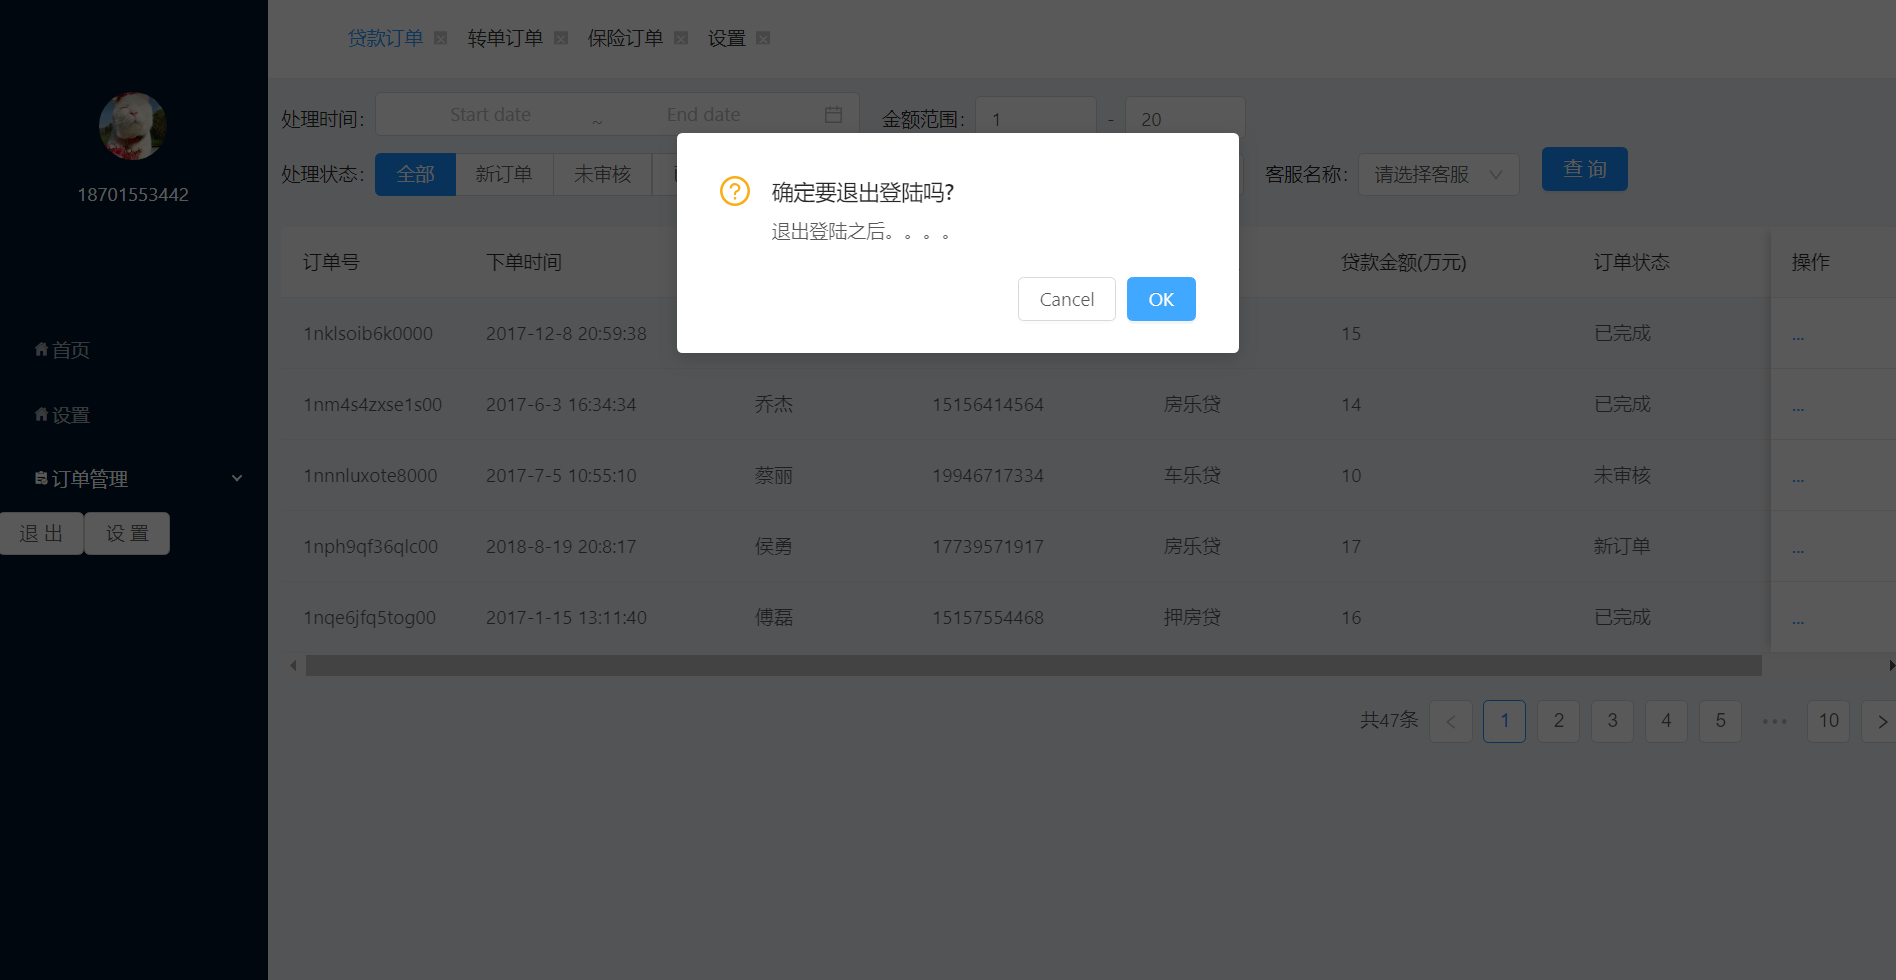 贷款订单 转单订单 保险订单 设置
18701553442
首页
设置
订单管理
退 出 设 置
处理时间： Start date ~ End date 金额范围： 1 - 20
处理状态： 全部 新订单 未审核 客服名称： 请选择客服 查 询
确定要退出登陆吗?
退出登陆之后。。。。
Cancel OK
订单号 下单时间 贷款金额(万元) 订单状态 操作
1nklsoib6k0000 2017-12-8 20:59:38 15 已完成 ...
1nm4s4zxse1s00 2017-6-3 16:34:34 乔杰 15156414564 房乐贷 14 已完成 ...
1nnnluxote8000 2017-7-5 10:55:10 蔡丽 19946717334 车乐贷 10 未审核 ...
1nph9qf36qlc00 2018-8-19 20:8:17 侯勇 17739571917 房乐贷 17 新订单 ...
1nqe6jfq5tog00 2017-1-15 13:11:40 傅磊 15157554468 押房贷 16 已完成 ...
共47条 < 1 2 3 4 5 ••• 10 >